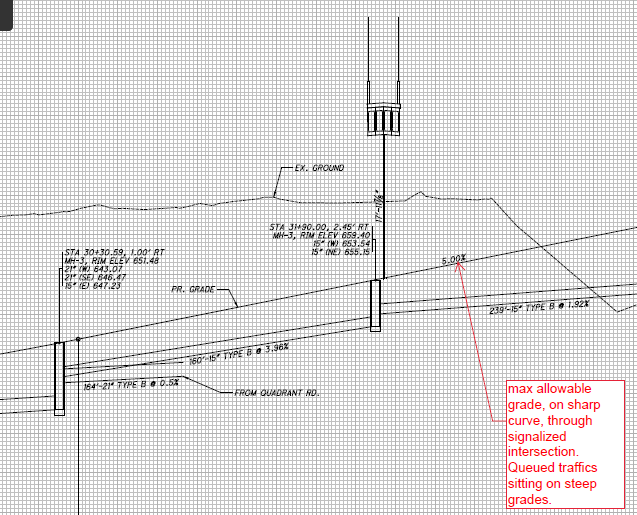 EX. GROUND
17'-11⅞"
STA 30+30.59, 1.00' RT
MH-3, RIM ELEV 651.48
21" (W) 643.07
21" (SE) 646.47
15" (E) 647.23
STA 31+90.00, 2.45' RT
MH-3, RIM ELEV 659.40
15" (W) 653.54
15" (NE) 655.15
5.00%
PR. GRADE
239'-15" TYPE B @ 1.92%
160'-15" TYPE B @ 3.96%
184'-21" TYPE B @ 0.5%
FROM QUADRANT RD.
max allowable
grade, on sharp
curve, through
signalized
intersection.
Queued traffics
sitting on steep
grades.